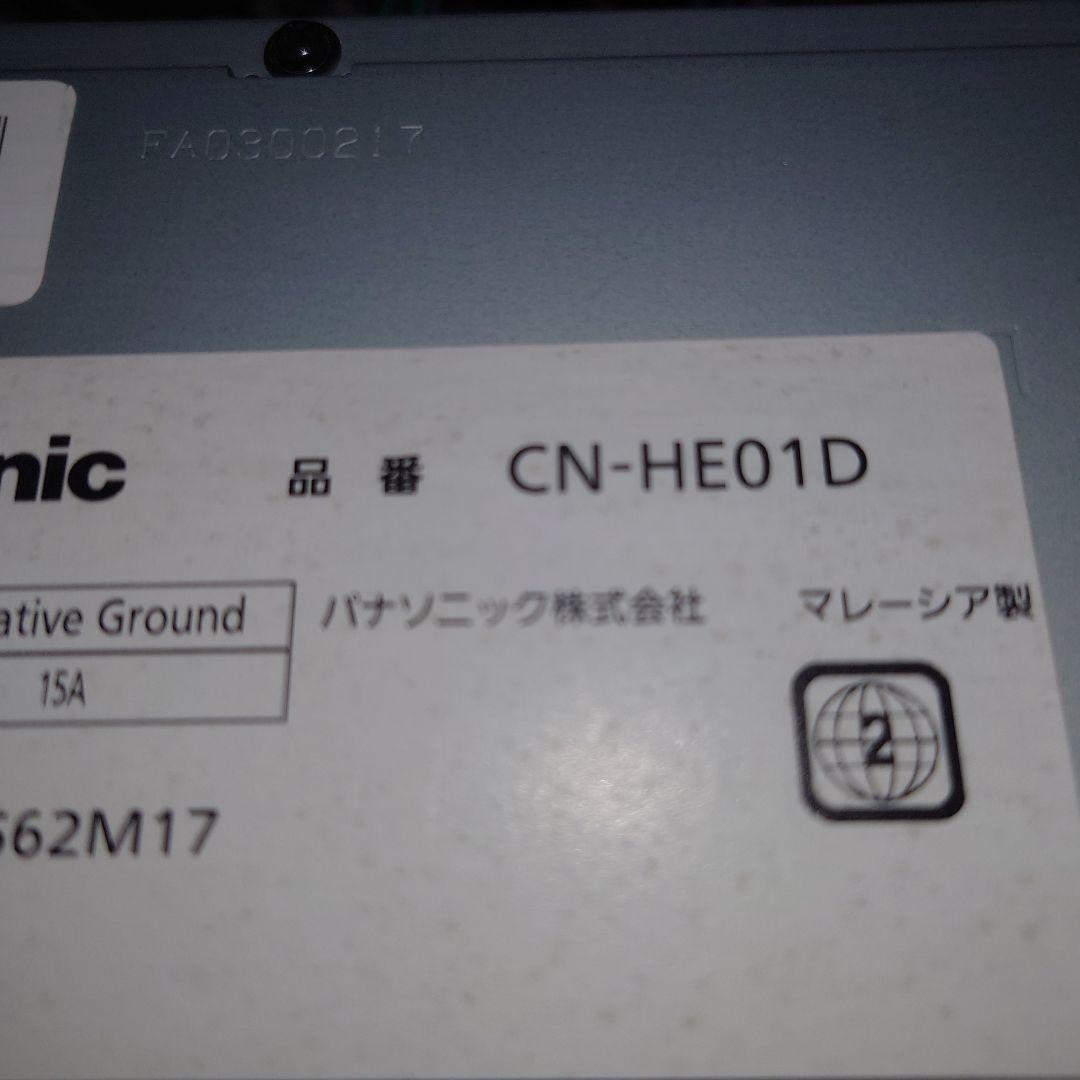 FA0300217
nic 品番 CN-HE01D
ative Ground パナソニック株式会社 マレーシア製
15A
2
562M17